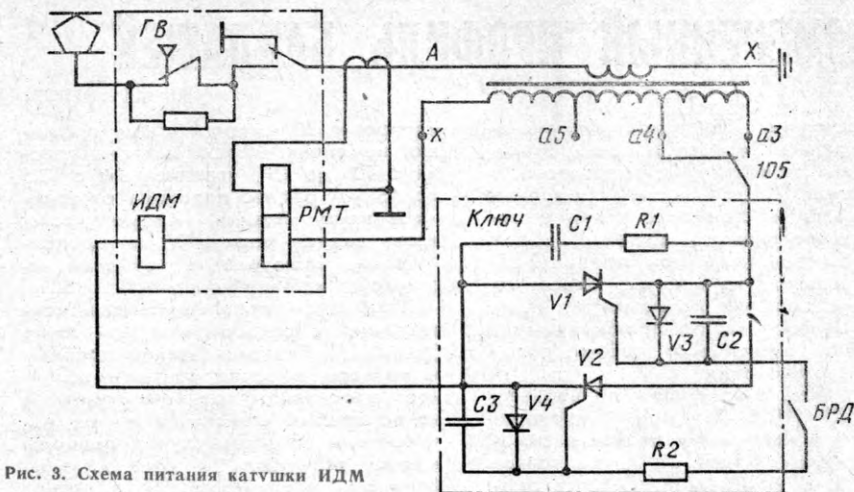 ГВ
А
Х
х
а5
а4
а3
105
ИДМ
РМТ
Ключ
С1
R1
V1
V3
С2
V2
V4
С3
R2
БРД
Рис. 3. Схема питания катушки ИДМ